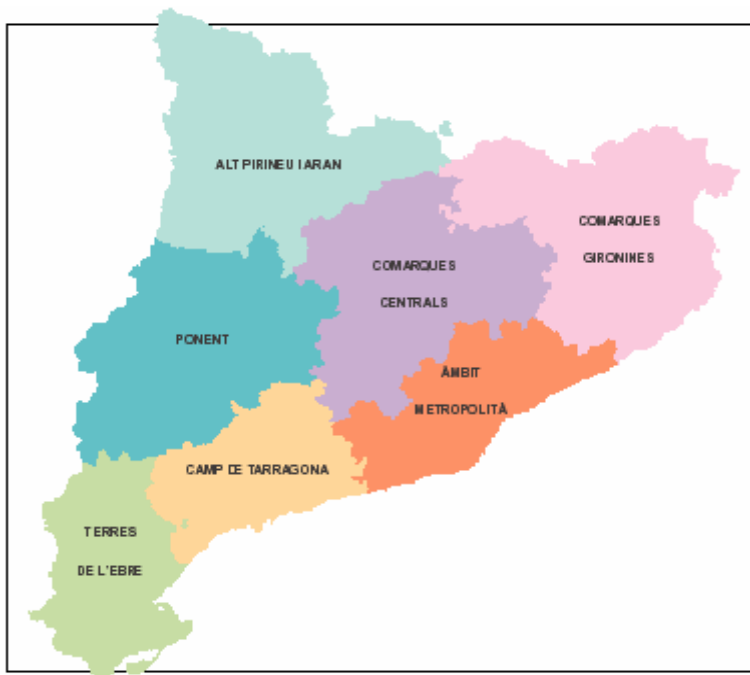 ALT PIRINEU I ARAN
COMARQUES
GIRONINES
COMARQUES
CENTRALS
PONENT
ÀMBIT
METROPOLITÀ
CAMP DE TARRAGONA
TERRES
DE L'EBRE